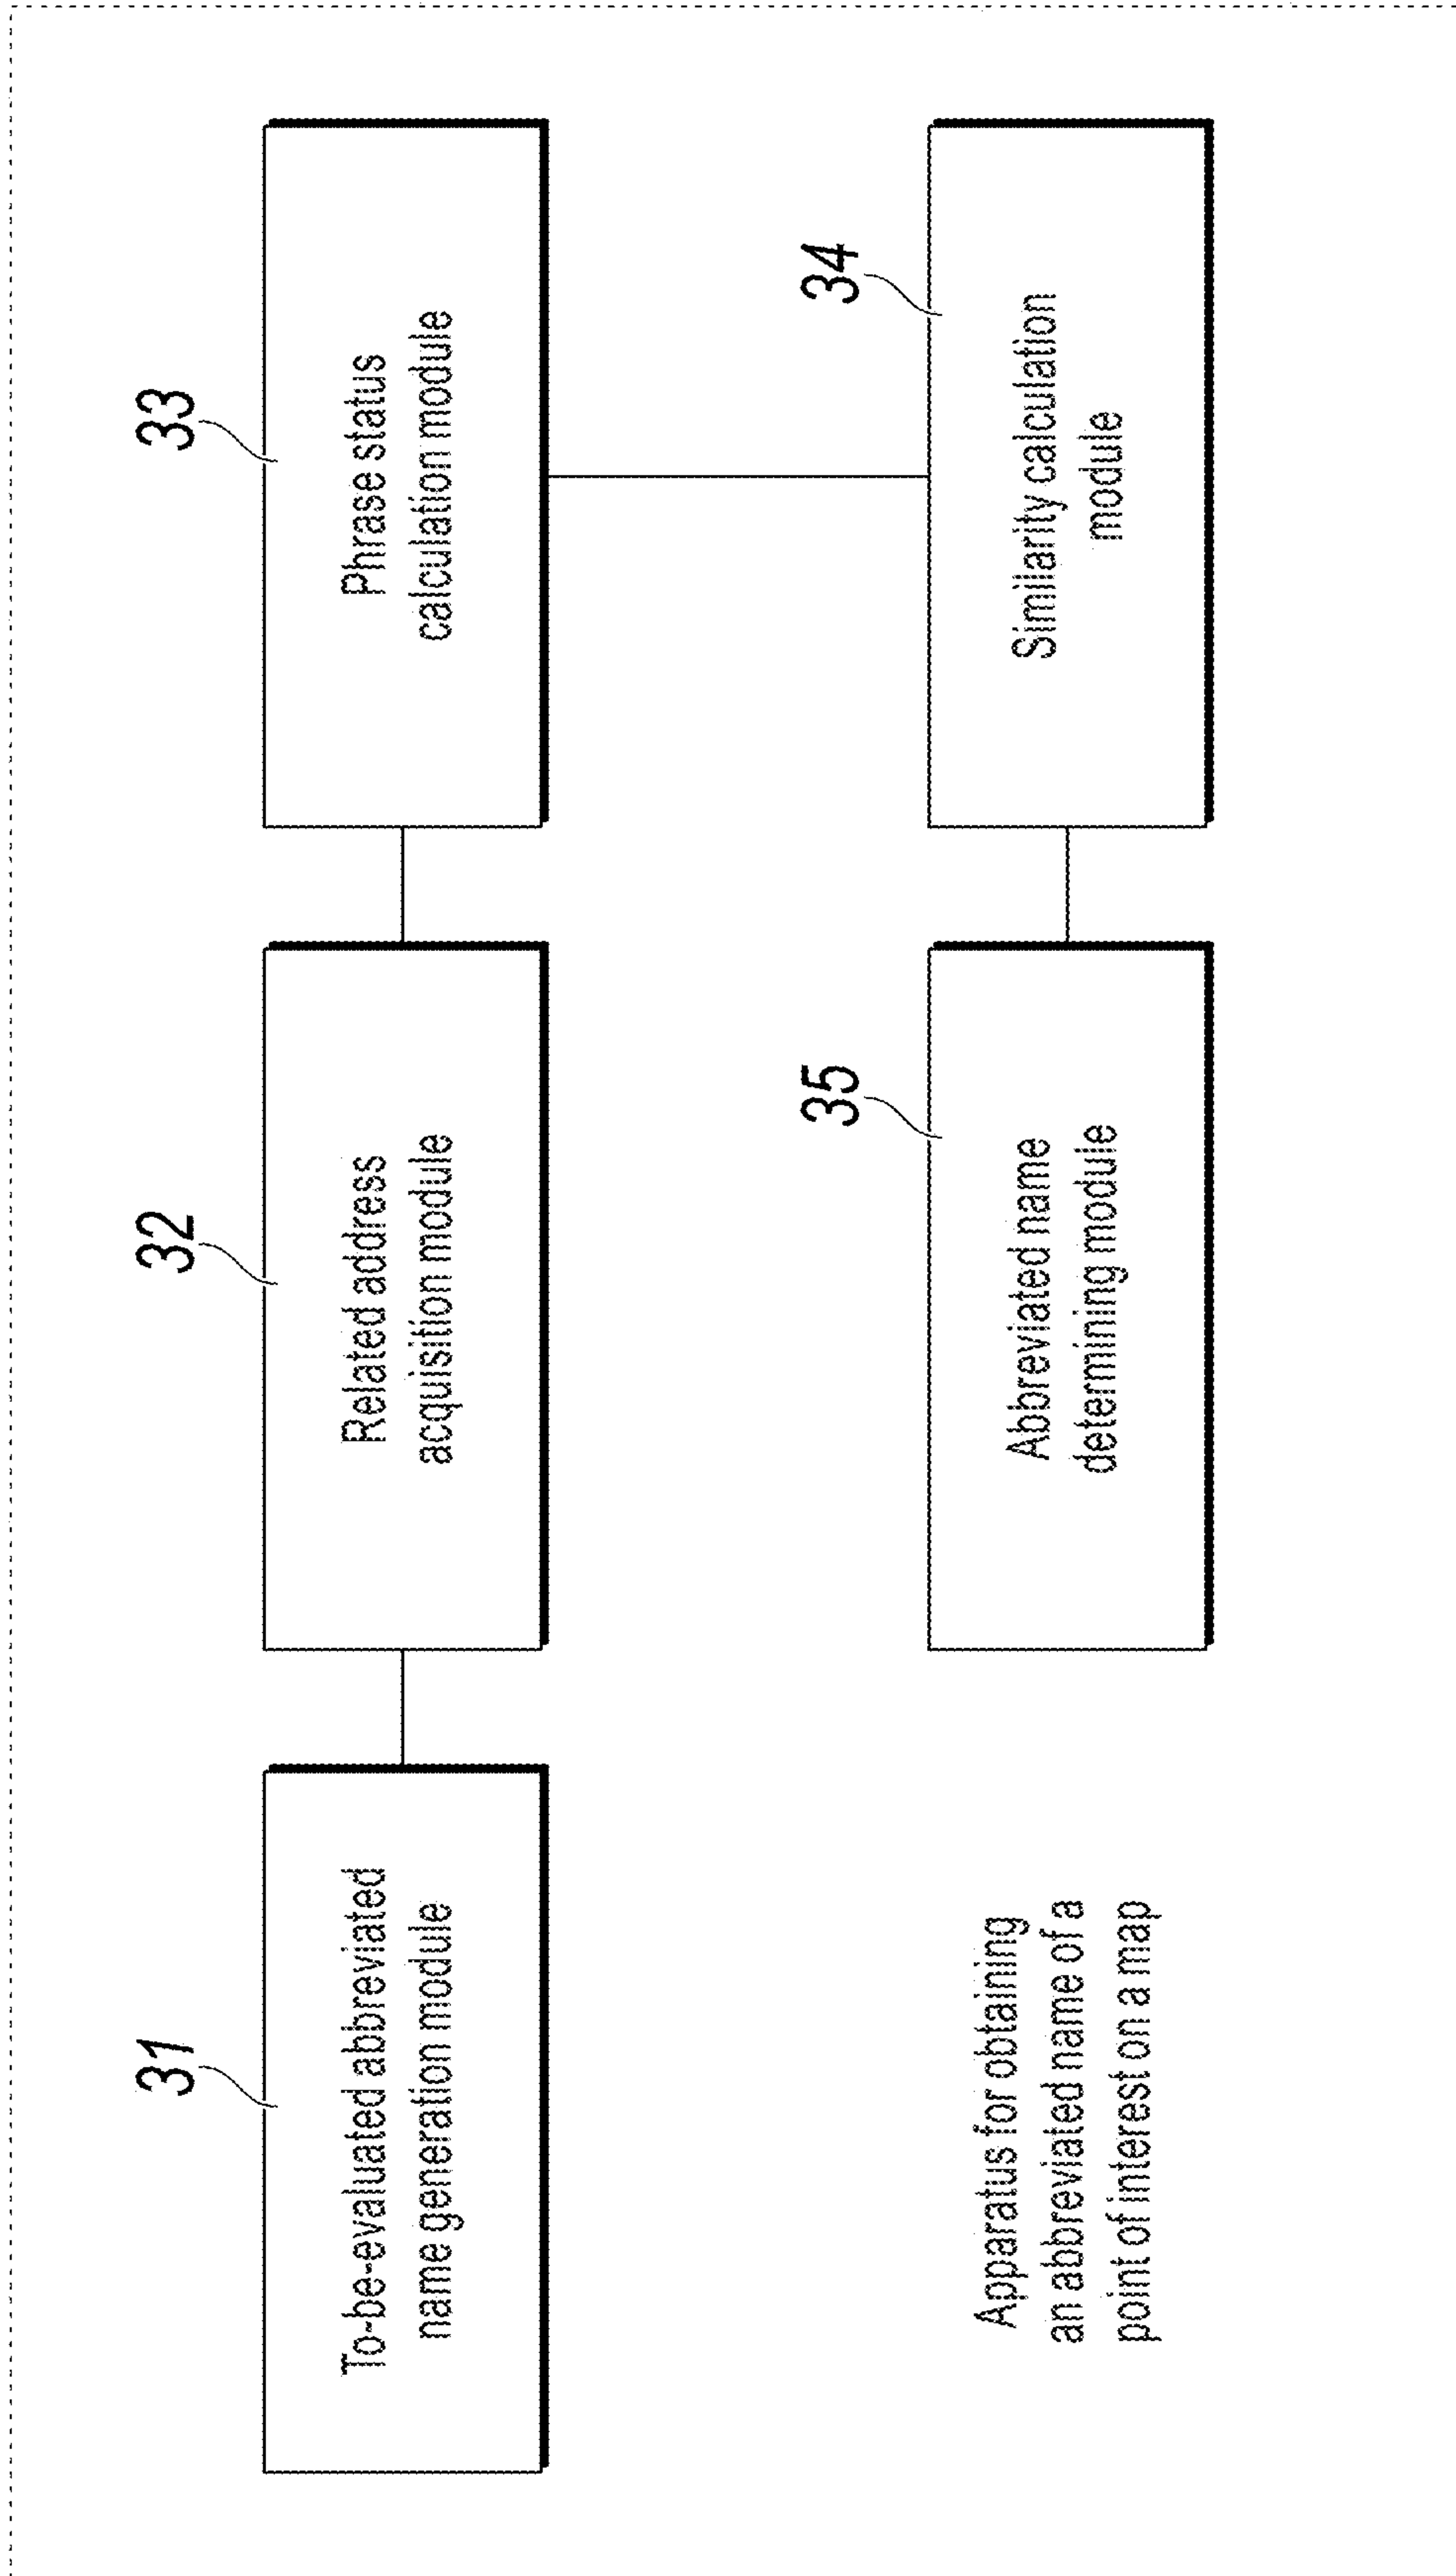 31
To-be-evaluated abbreviated
name generation module
32
Related address
acquisition module
33
Phrase status
calculation module
34
Similarity calculation
module
35
Abbreviated name
determining module
Apparatus for obtaining
an abbreviated name of a
point of interest on a map